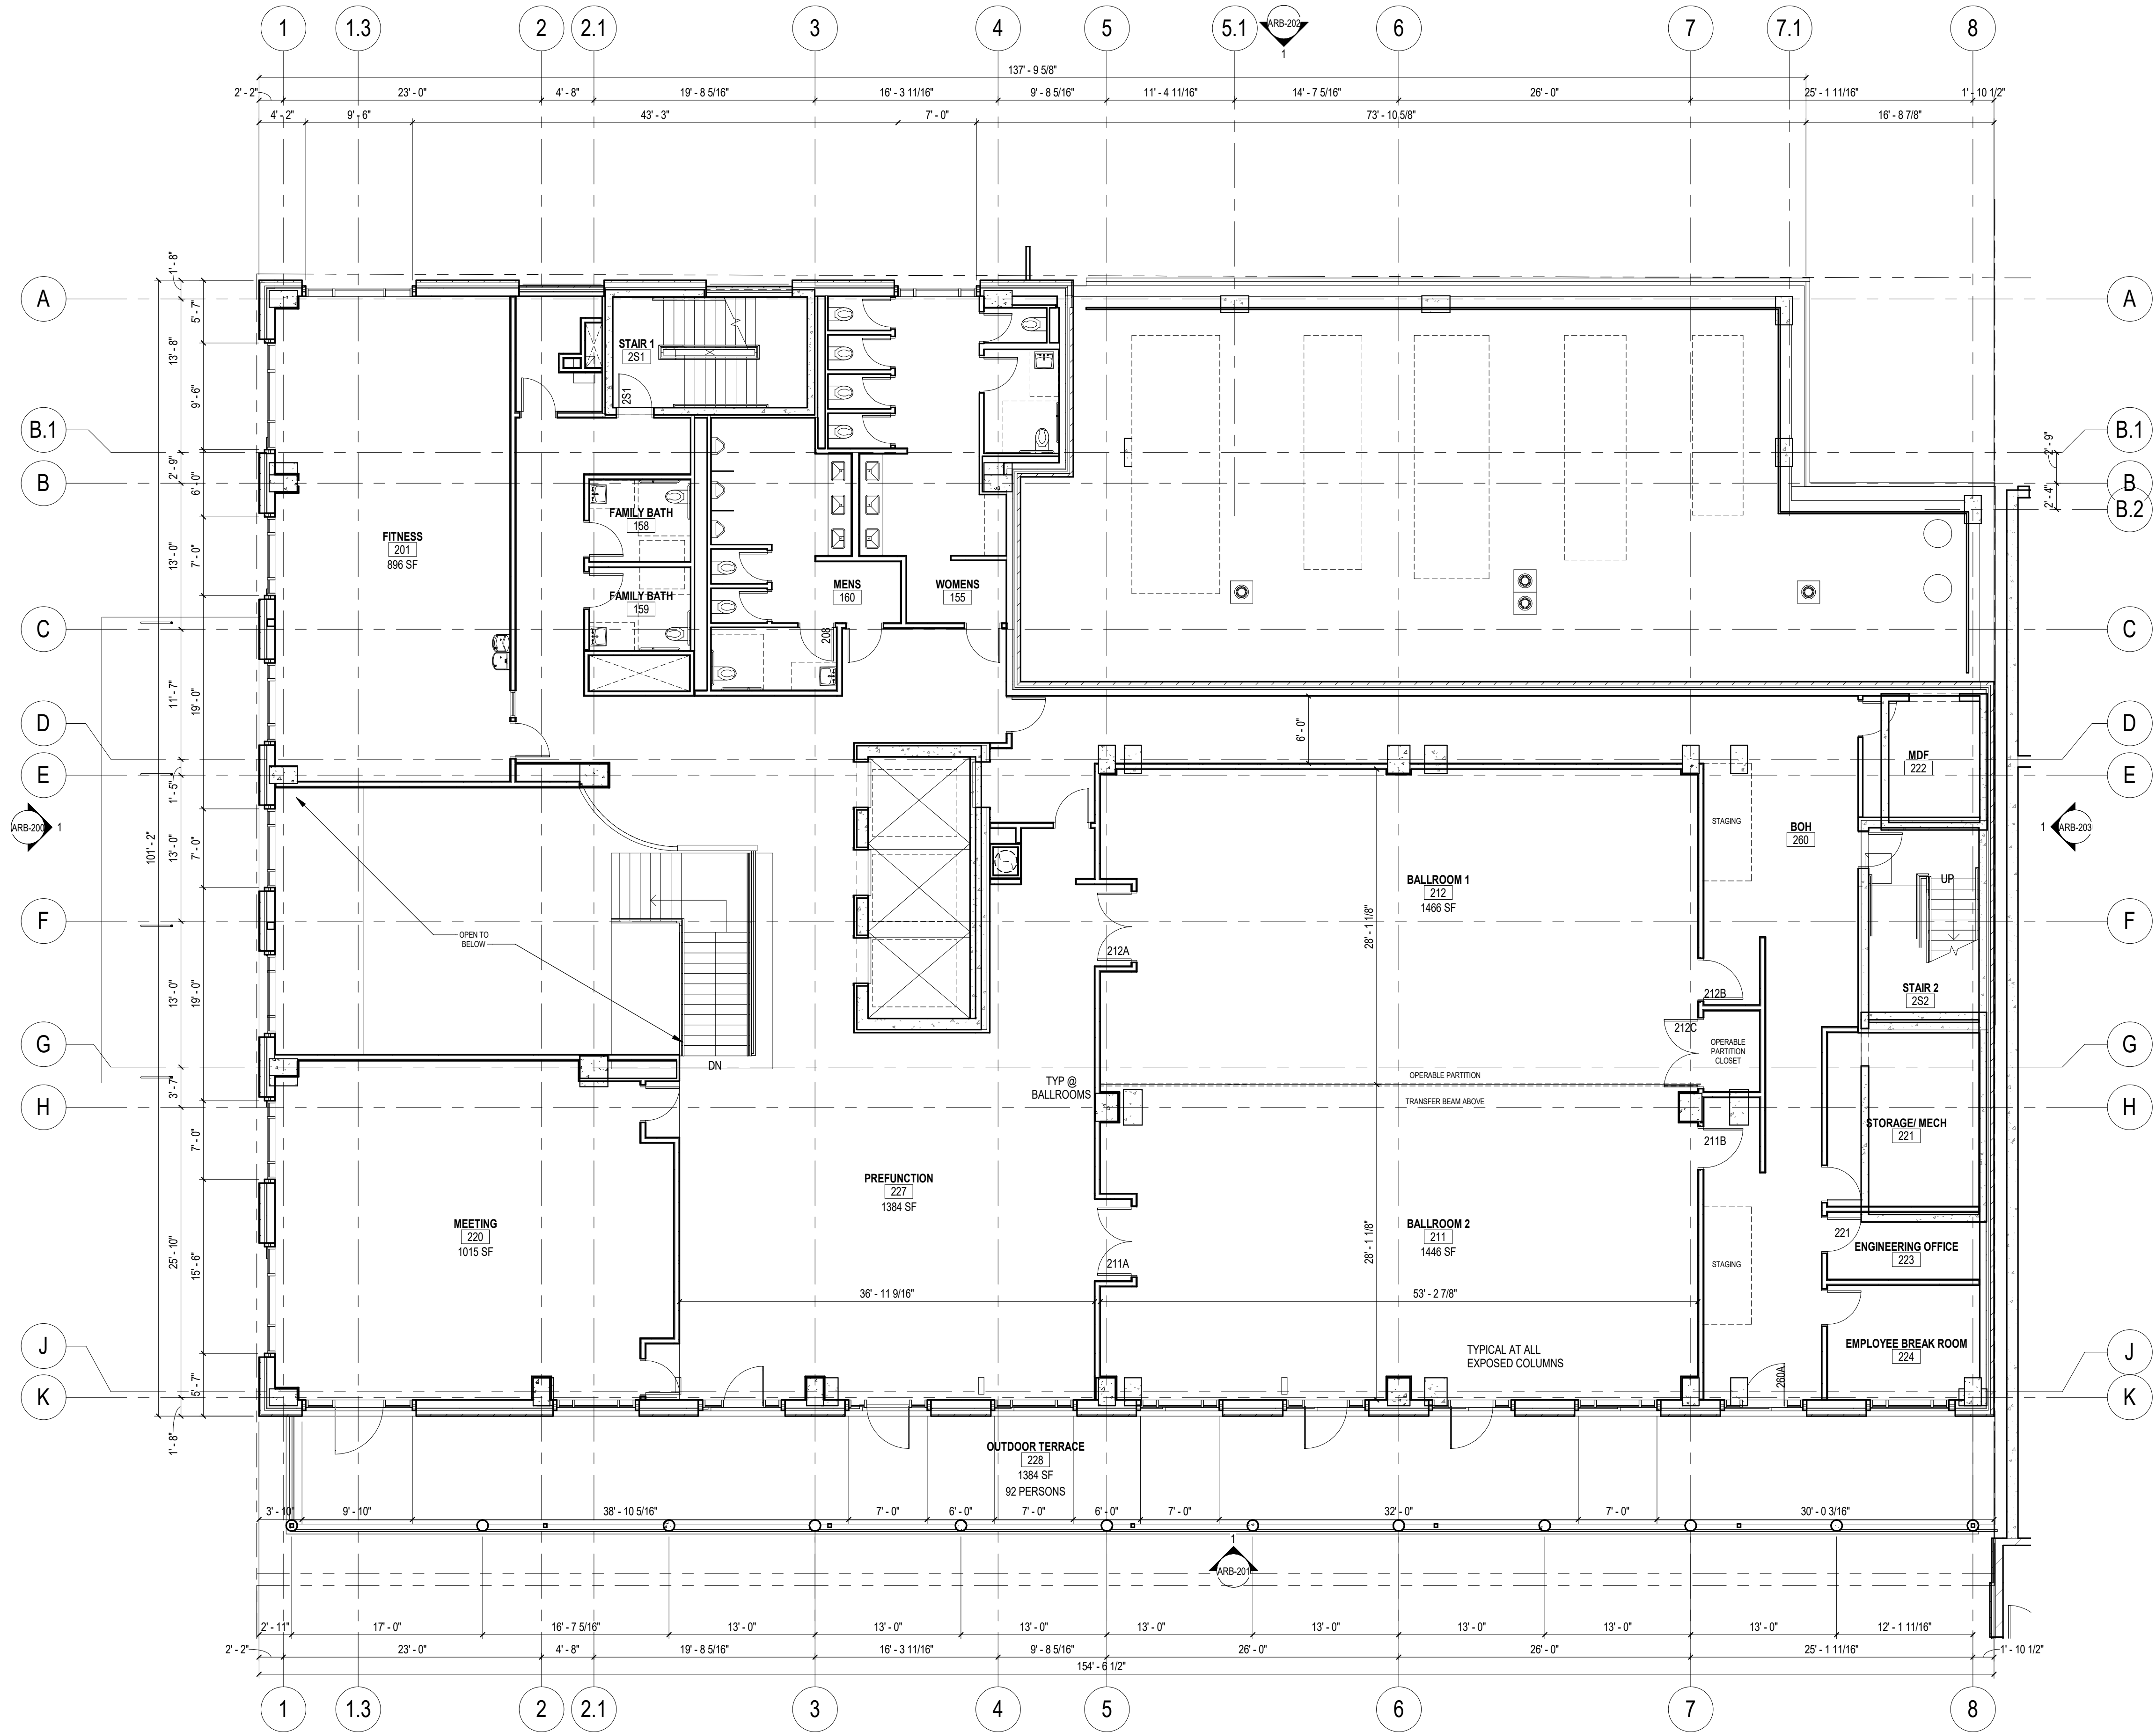 1 1.3 2 2.1 3 4 5 5.1 6 7 7.1 8
ARB-202
1
137' - 9 5/8"
2' - 2" 23' - 0" 4' - 8" 19' - 8 5/16" 16' - 3 11/16" 9' - 8 5/16" 11' - 4 11/16" 14' - 7 5/16" 26' - 0" 25' - 1 11/16" 1' - 10 1/2"
4' - 2" 9' - 6" 43' - 3" 7' - 0" 73' - 10 5/8" 16' - 8 7/8"
1' - 8"
A A
5' - 7"
13' - 8"
9' - 6"
STAIR 1
2S1
2S1
B.1 B.1
2' - 9" 2' - 9"
B B
6' - 0" 2' - 4"
B.2
FAMILY BATH
158
FITNESS
201
896 SF
13' - 0" 7' - 0"
MENS
160
WOMENS
155
FAMILY BATH
159
C C
208
11' - 7" 19' - 0"
D D
6' - 0"
MDF
222
E E
1' - 5"
ARB-200 1
101' - 2"
13' - 0" 7' - 0"
STAGING
BOH
260
1 ARB-203
BALLROOM 1
212
1466 SF
UP
F F
28' - 1 1/8"
OPEN TO
BELOW
212A
13' - 0" 19' - 0"
212B
STAIR 2
2S2
212C
G G
OPERABLE
PARTITION
CLOSET
DN
TYP @
BALLROOMS
OPERABLE PARTITION
3' - 7"
H H
TRANSFER BEAM ABOVE
STORAGE/ MECH
221
7' - 0"
211B
PREFUNCTION
227
1384 SF
MEETING
220
1015 SF
BALLROOM 2
211
1446 SF
28' - 1 1/8"
221
ENGINEERING OFFICE
223
25' - 10" 15' - 6"
211A
STAGING
36' - 11 9/16" 53' - 2 7/8"
J J
TYPICAL AT ALL
EXPOSED COLUMNS
EMPLOYEE BREAK ROOM
224
5' - 7"
260A
K K
1' - 8"
OUTDOOR TERRACE
228
1384 SF
92 PERSONS
3' - 10" 9' - 10" 38' - 10 5/16" 7' - 0" 6' - 0" 7' - 0" 6' - 0" 7' - 0" 32' - 0" 7' - 0" 30' - 0 3/16"
1
ARB-201
2' - 11" 17' - 0" 16' - 7 5/16" 13' - 0" 13' - 0" 13' - 0" 13' - 0" 13' - 0" 13' - 0" 13' - 0" 13' - 0" 12' - 1 11/16"
2' - 2" 23' - 0" 4' - 8" 19' - 8 5/16" 16' - 3 11/16" 9' - 8 5/16" 26' - 0" 26' - 0" 25' - 1 11/16" 1' - 10 1/2"
154' - 6 1/2"
1 1.3 2 2.1 3 4 5 6 7 8